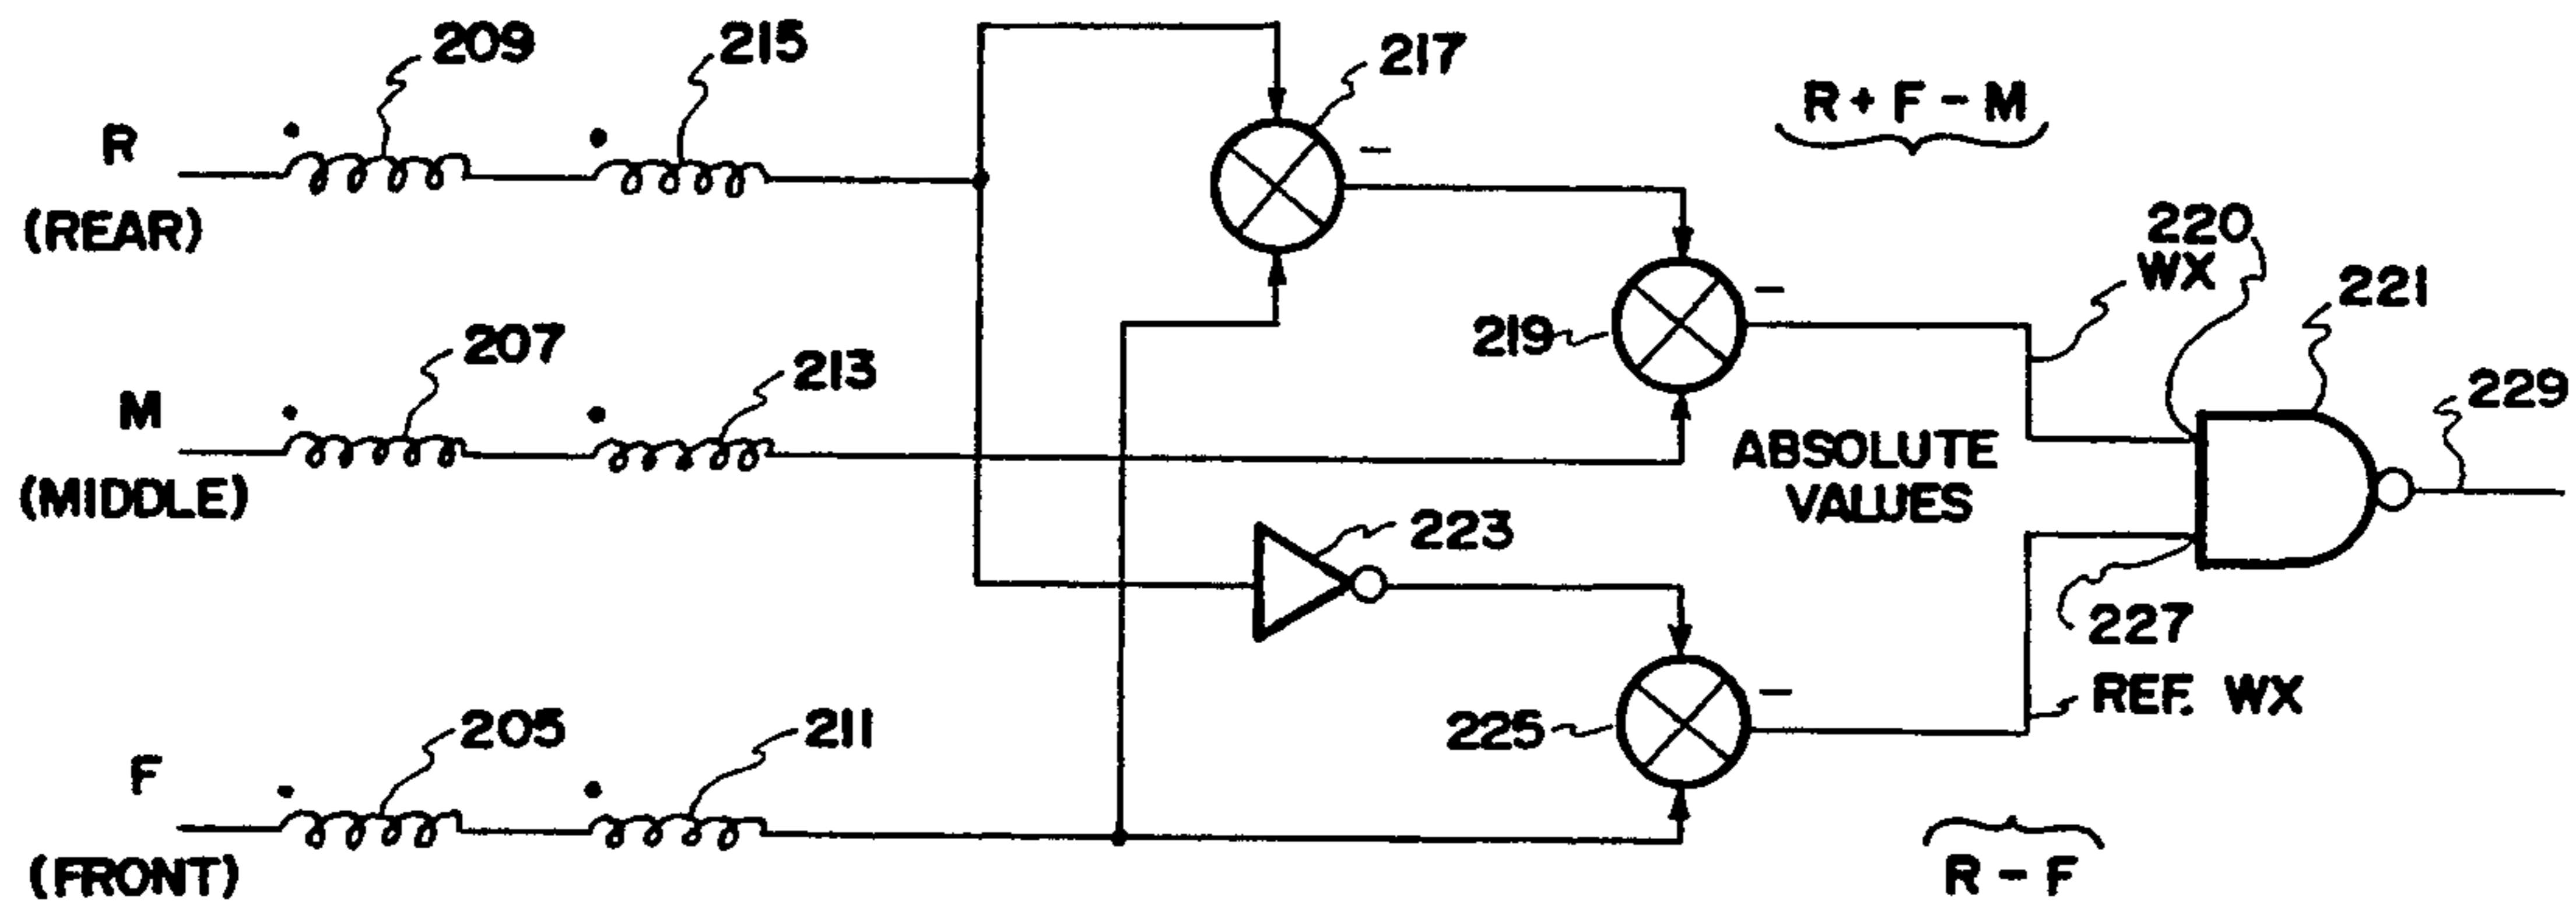 209
215
217
R + F - M
R
(REAR)
-
220
WX
221
-
219
207
213
229
M
(MIDDLE)
ABSOLUTE
VALUES
223
227
REF. WX
-
225
205
211
F
(FRONT)
R - F